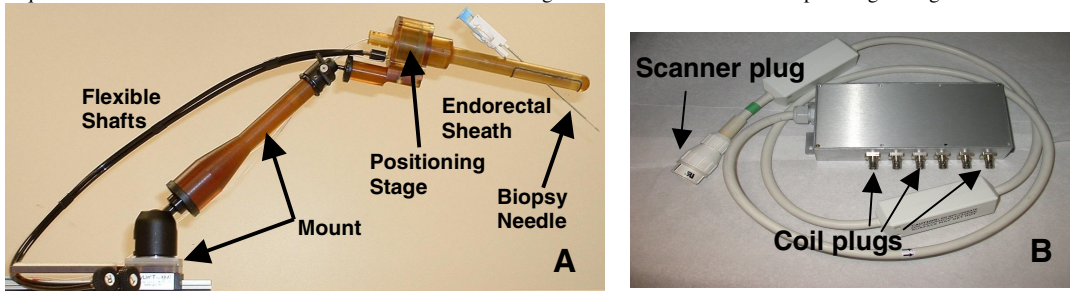 Flexible
Shafts
Endorectal
Sheath
Positioning
Stage
Biopsy
Needle
Mount
A
Scanner plug
Coil plugs
B